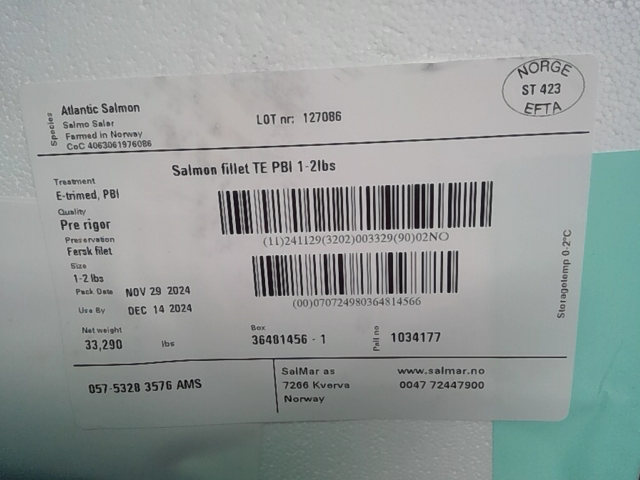 Species
Atlantic Salmon
Salmo Salar
Farmed in Norway
CoC 4063061976086
LOT nr: 127086
NORGE
ST 423
EFTA
Salmon fillet TE PBI 1-2lbs
Treatment
E-trimed, PBI
Quality
Pre rigor
Preservation
Fersk filet
Size
1-2 lbs
Pack Date NOV 29 2024
Use By DEC 14 2024
(11)241129(3202)003329(90)02NO
(00)070724980364814566
Storagetemp 0-2°C
Net weight
33,290 lbs
Box
36481456 - 1
Pall no
1034177
057-5328 3576 AMS
SalMar as
7266 Kverva
Norway
www.salmar.no
0047 72447900